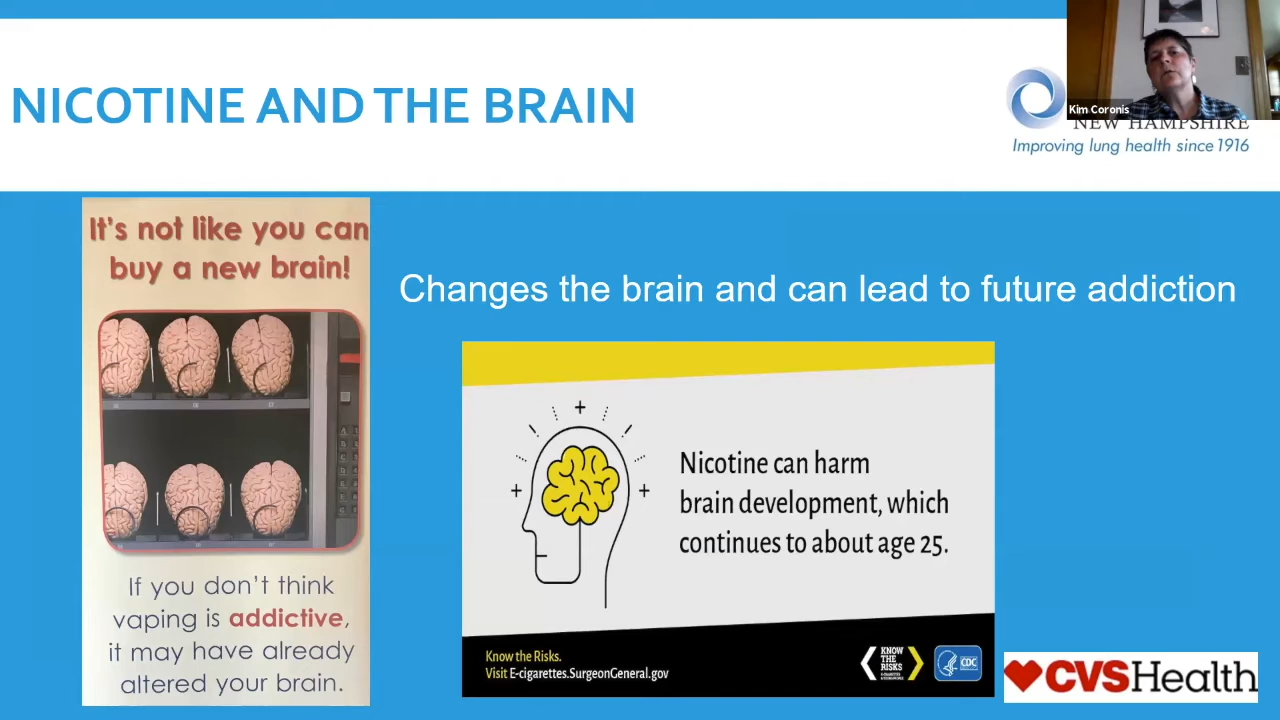 NICOTINE AND THE BRAIN
Kim Coronis
NEW HAMPSHIRE
Improving lung health since 1916
It's not like you can
buy a new brain!
If you don't think
vaping is addictive,
it may have already
altered your brain.
Changes the brain and can lead to future addiction
Nicotine can harm
brain development, which
continues to about age 25.
Know the Risks.
Visit E-cigarettes.SurgeonGeneral.gov
KNOW
THE
RISKS
CDC
CVSHealth